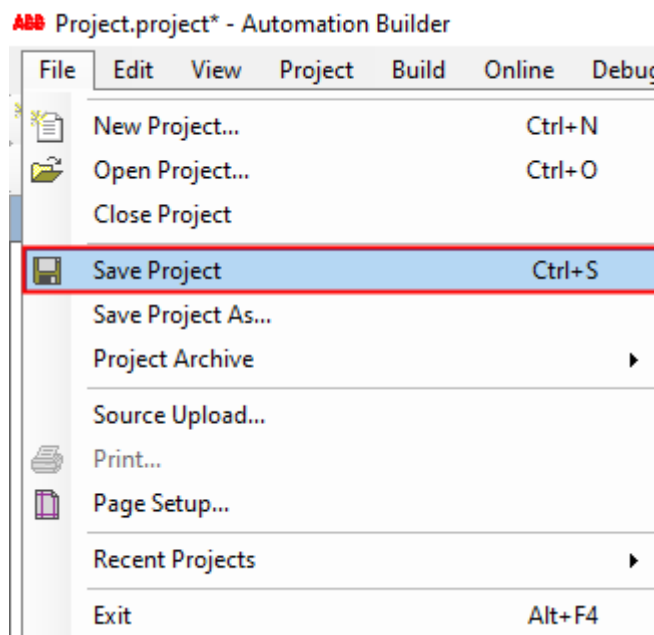 ABB Project.project* - Automation Builder
File Edit View Project Build Online Debug
New Project... Ctrl+N
Open Project... Ctrl+O
Close Project
Save Project Ctrl+S
Save Project As...
Project Archive
Source Upload...
Print...
Page Setup...
Recent Projects
Exit Alt+F4